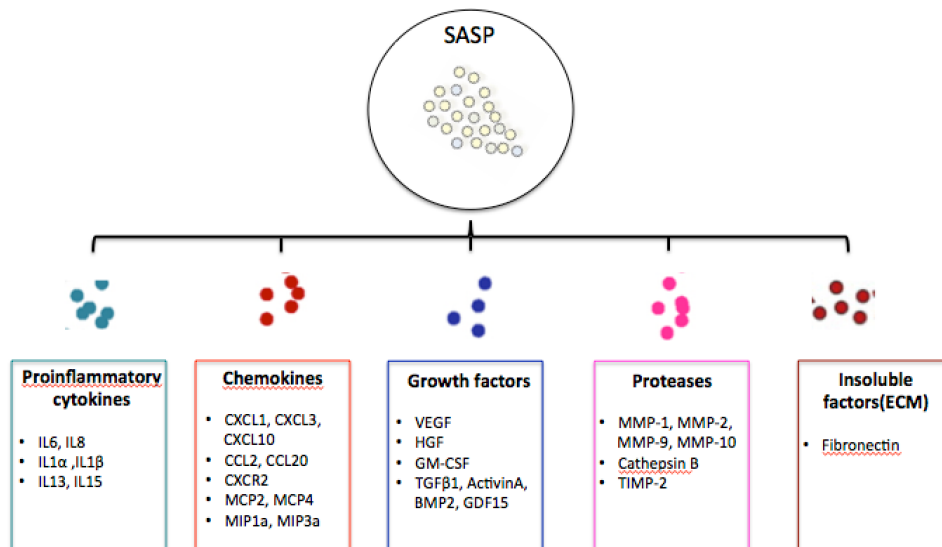 SASP
Proinflammatory
cytokines
• IL6, IL8
• IL1α ,IL1β
• IL13, IL15
Chemokines
• CXCL1, CXCL3,
CXCL10
• CCL2, CCL20
• CXCR2
• MCP2, MCP4
• MIP1a, MIP3a
Growth factors
• VEGF
• HGF
• GM-CSF
• TGFβ1, ActivinA,
BMP2, GDF15
Proteases
• MMP-1, MMP-2,
MMP-9, MMP-10
• Cathepsin B
• TIMP-2
Insoluble
factors(ECM)
• Fibronectin